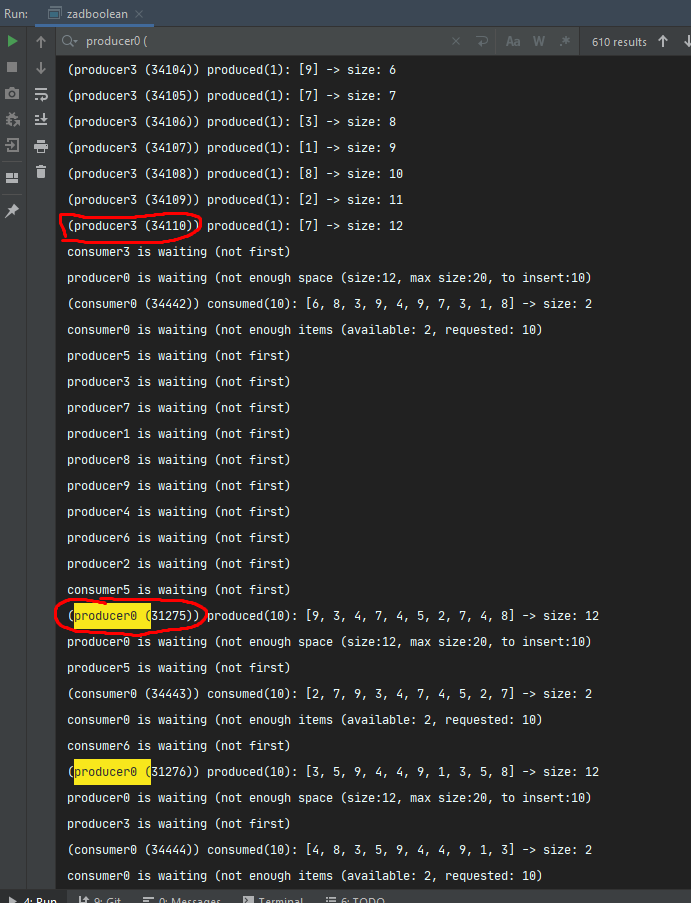 Run: zadboolean
producer0 ( Aa W .* 610 results
(producer3 (34104)) produced(1): [9] -> size: 6
(producer3 (34105)) produced(1): [7] -> size: 7
(producer3 (34106)) produced(1): [3] -> size: 8
(producer3 (34107)) produced(1): [1] -> size: 9
(producer3 (34108)) produced(1): [8] -> size: 10
(producer3 (34109)) produced(1): [2] -> size: 11
(producer3 (34110)) produced(1): [7] -> size: 12
consumer3 is waiting (not first)
producer0 is waiting (not enough space (size:12, max size:20, to insert:10)
(consumer0 (34442)) consumed(10): [6, 8, 3, 9, 4, 9, 7, 3, 1, 8] -> size: 2
consumer0 is waiting (not enough items (available: 2, requested: 10)
producer5 is waiting (not first)
producer3 is waiting (not first)
producer7 is waiting (not first)
producer1 is waiting (not first)
producer8 is waiting (not first)
producer9 is waiting (not first)
producer4 is waiting (not first)
producer6 is waiting (not first)
producer2 is waiting (not first)
consumer5 is waiting (not first)
(producer0 (31275)) produced(10): [9, 3, 4, 7, 4, 5, 2, 7, 4, 8] -> size: 12
producer0 is waiting (not enough space (size:12, max size:20, to insert:10)
producer5 is waiting (not first)
(consumer0 (34443)) consumed(10): [2, 7, 9, 3, 4, 7, 4, 5, 2, 7] -> size: 2
consumer0 is waiting (not enough items (available: 2, requested: 10)
consumer6 is waiting (not first)
(producer0 (31276)) produced(10): [3, 5, 9, 4, 4, 9, 1, 3, 5, 8] -> size: 12
producer0 is waiting (not enough space (size:12, max size:20, to insert:10)
producer3 is waiting (not first)
(consumer0 (34444)) consumed(10): [4, 8, 3, 5, 9, 4, 4, 9, 1, 3] -> size: 2
consumer0 is waiting (not enough items (available: 2, requested: 10)
4: Run 9: Git 0: Messages Terminal 6: TODO